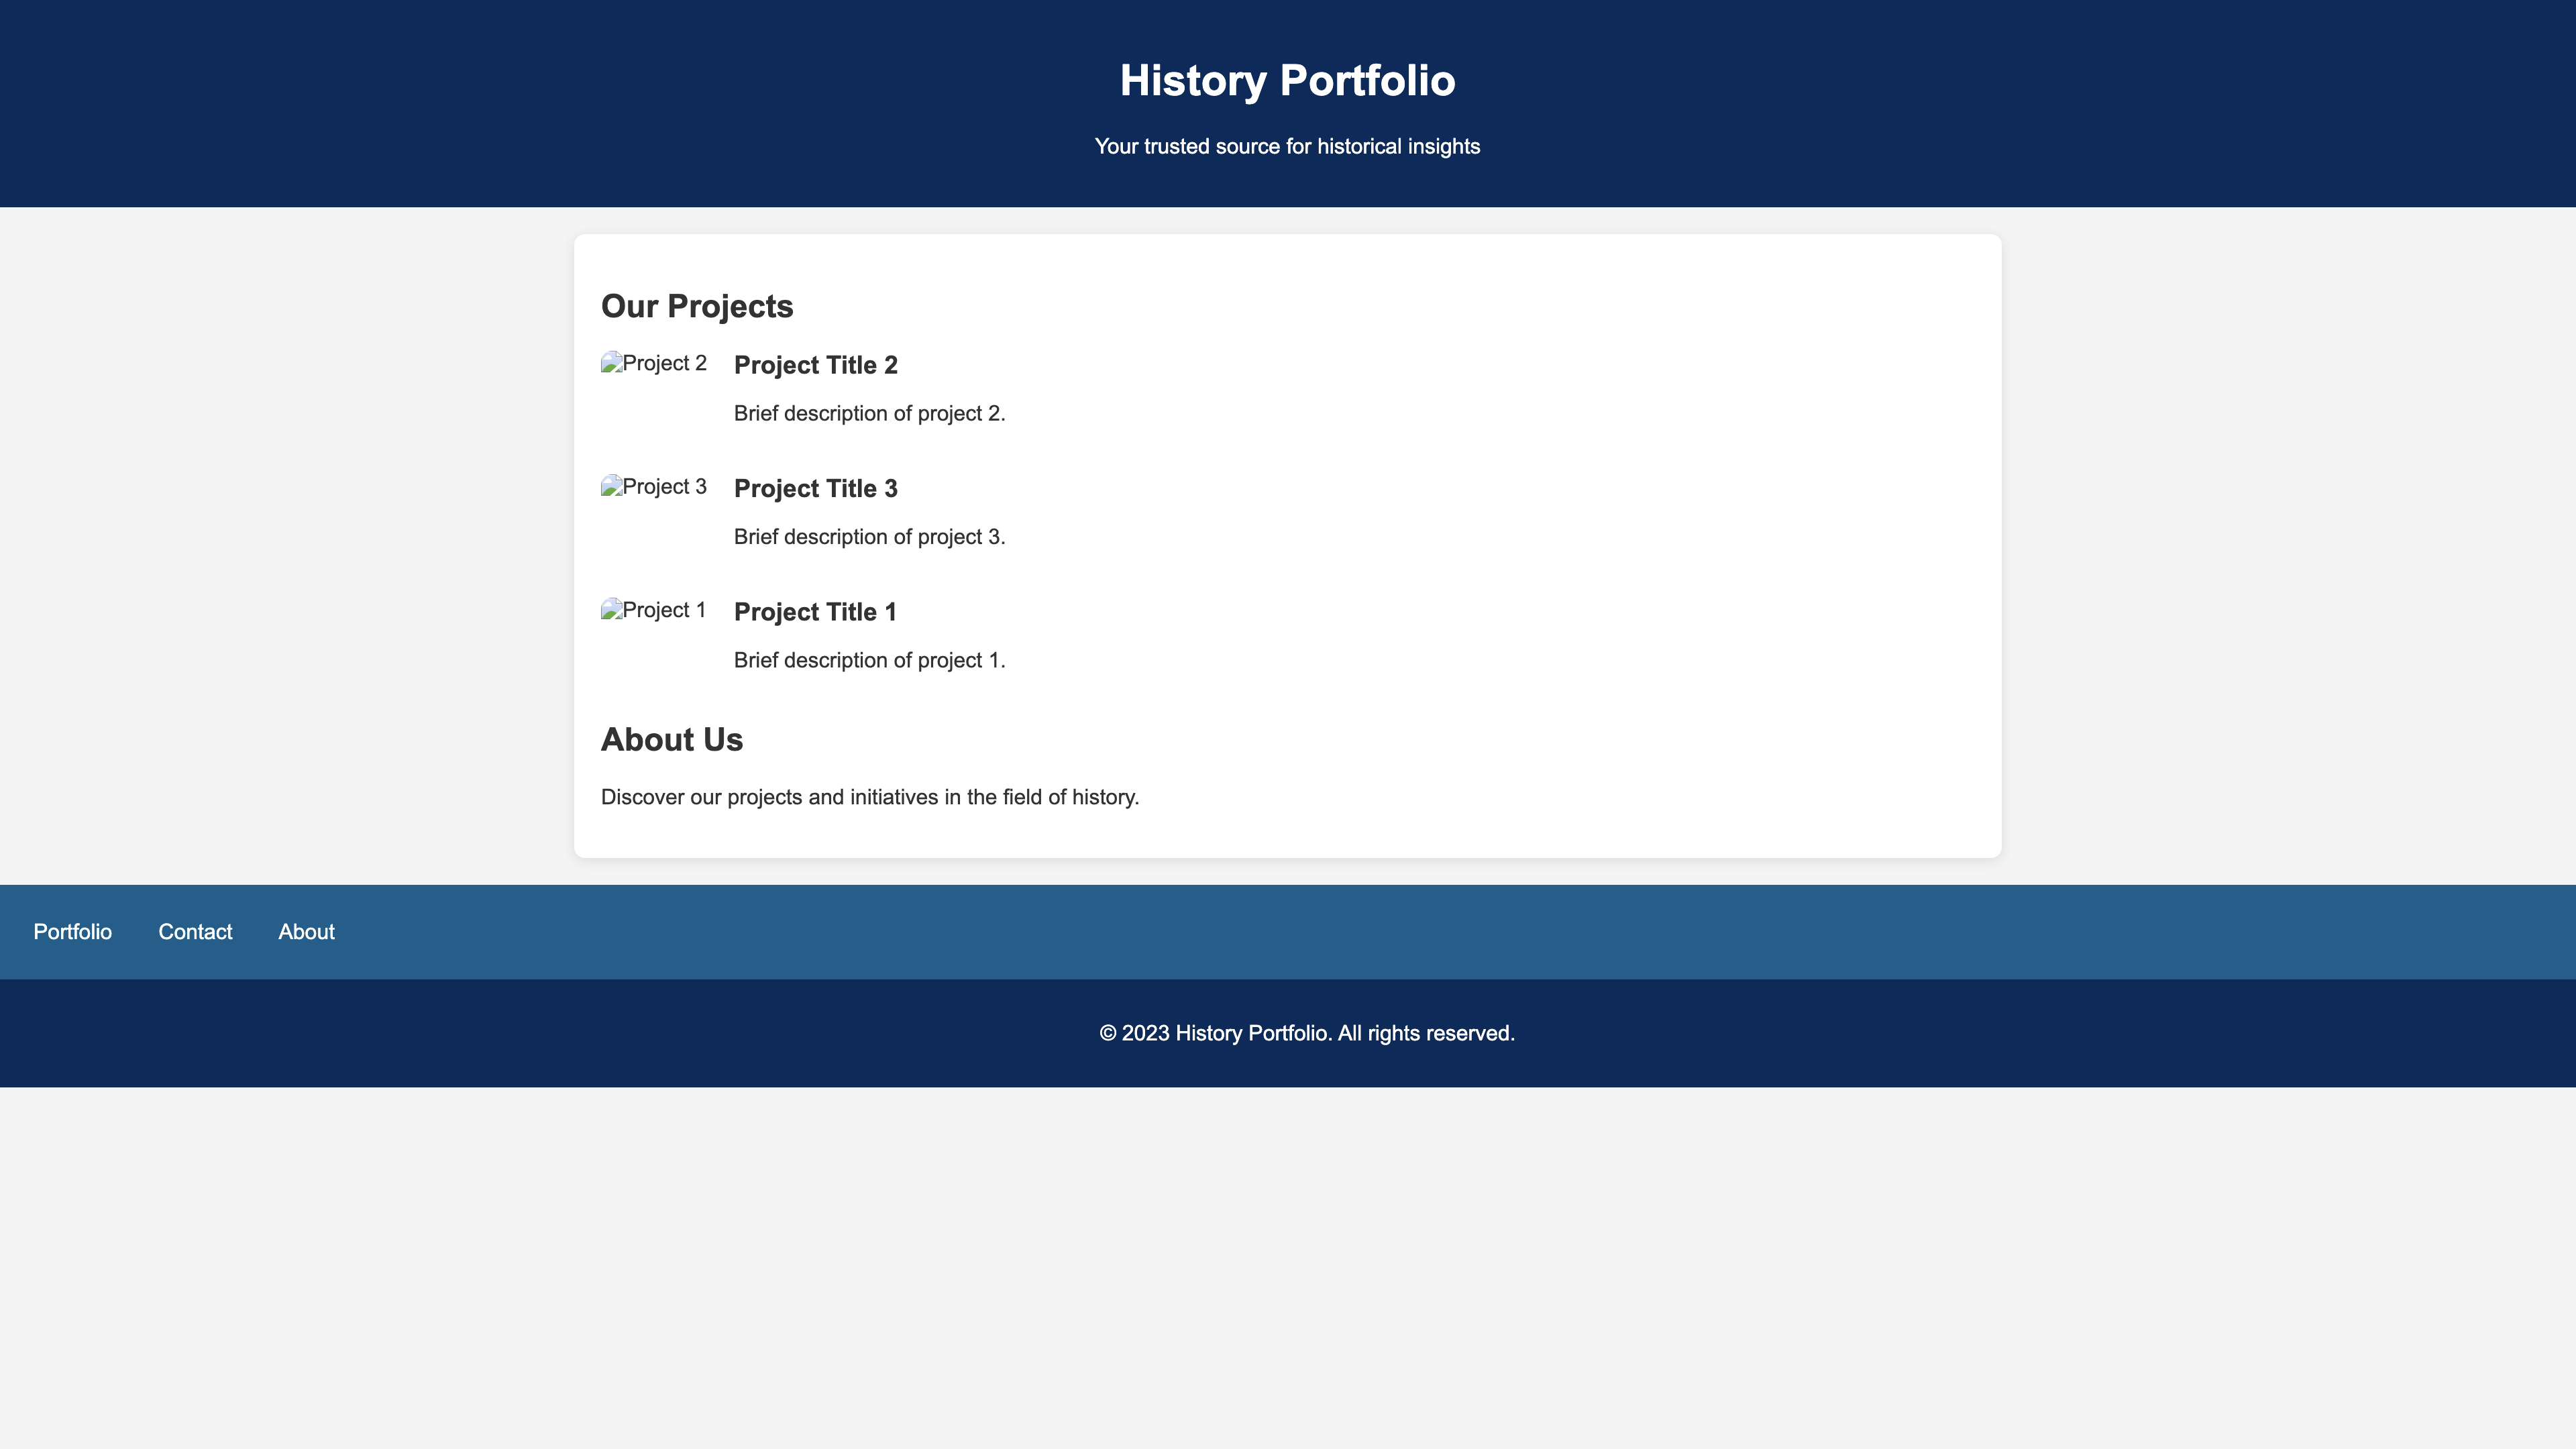 History Portfolio
Your trusted source for historical insights
Our Projects
Project 2
Project Title 2
Brief description of project 2.
Project 3
Project Title 3
Brief description of project 3.
Project 1
Project Title 1
Brief description of project 1.
About Us
Discover our projects and initiatives in the field of history.
Portfolio Contact About
© 2023 History Portfolio. All rights reserved.